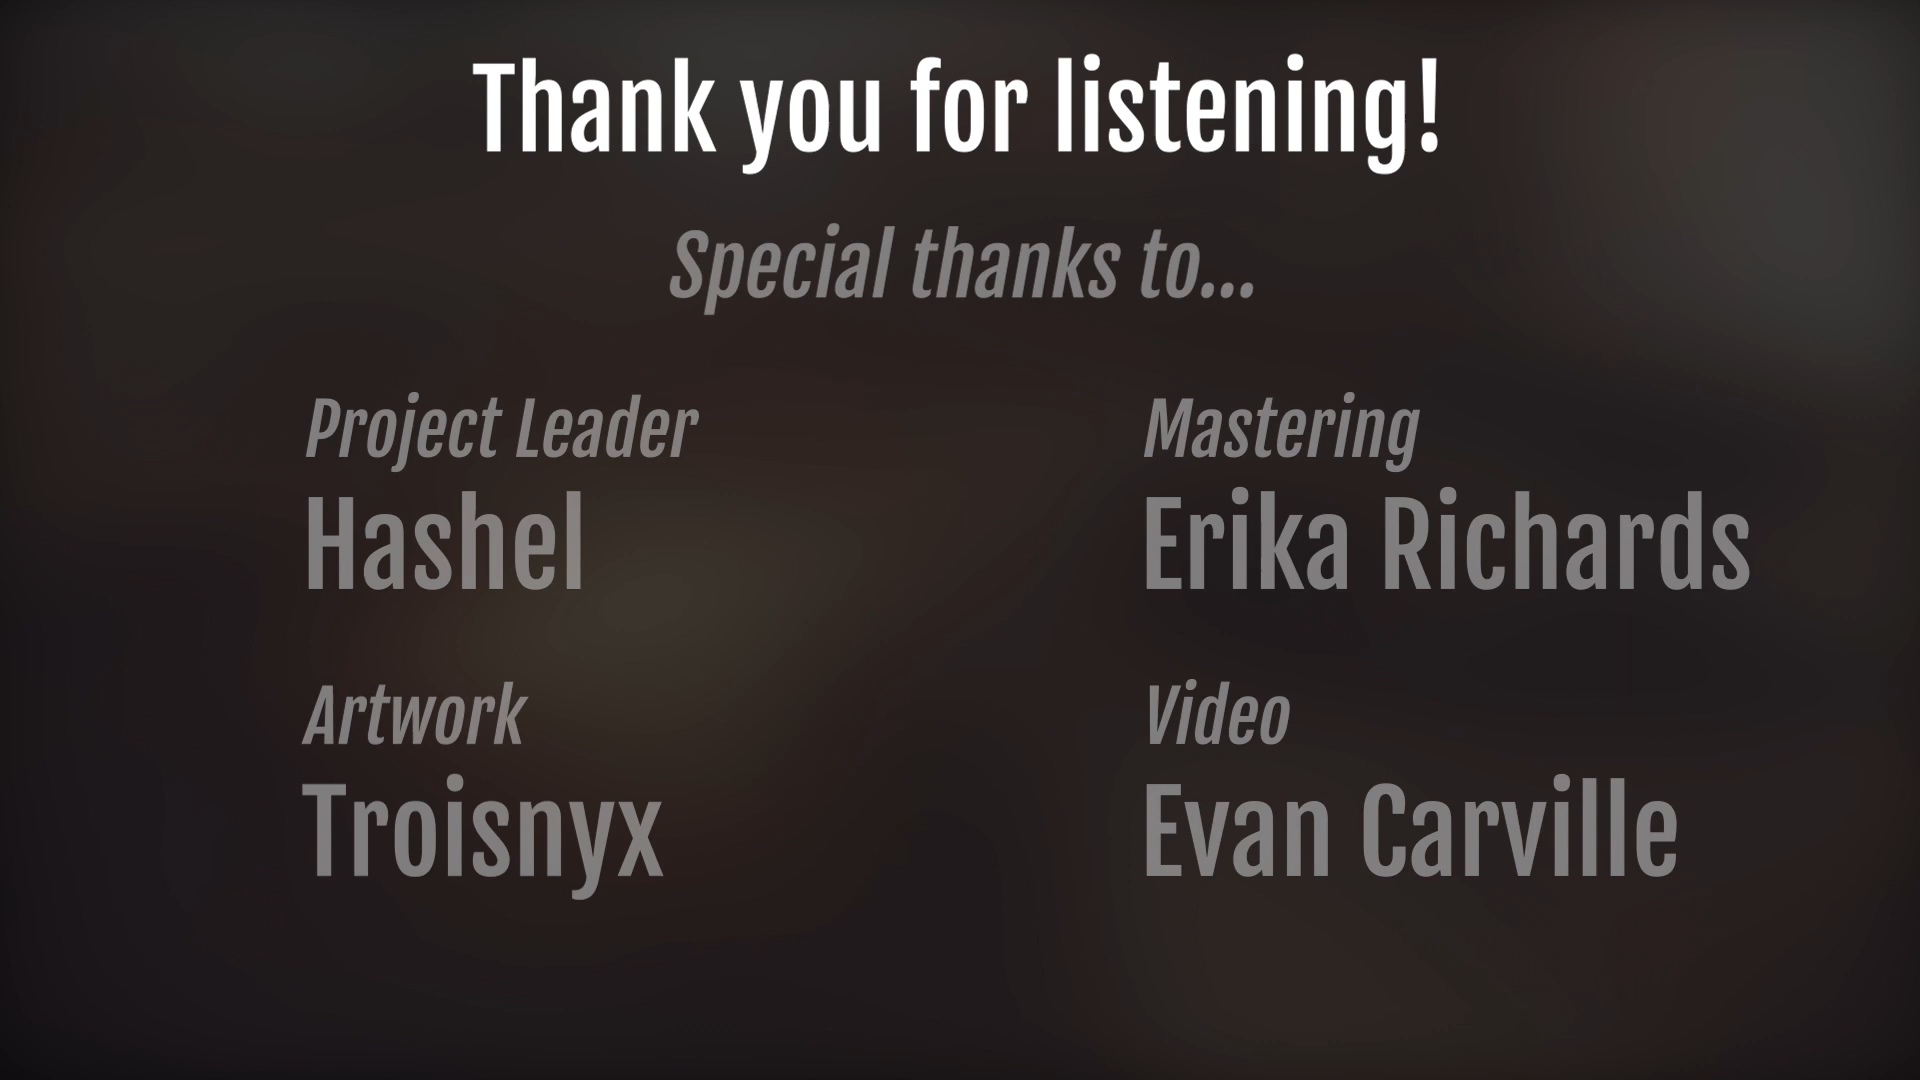 Thank you for listening!
Special thanks to...
Project Leader
Hashel
Mastering
Erika Richards
Artwork
Troisnyx
Video
Evan Carville